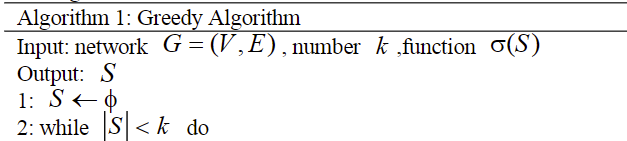 Algorithm 1: Greedy Algorithm
Input: network G = (V, E) , number k ,function σ(S)
Output: S
1: S ← ϕ
2: while |S| < k do